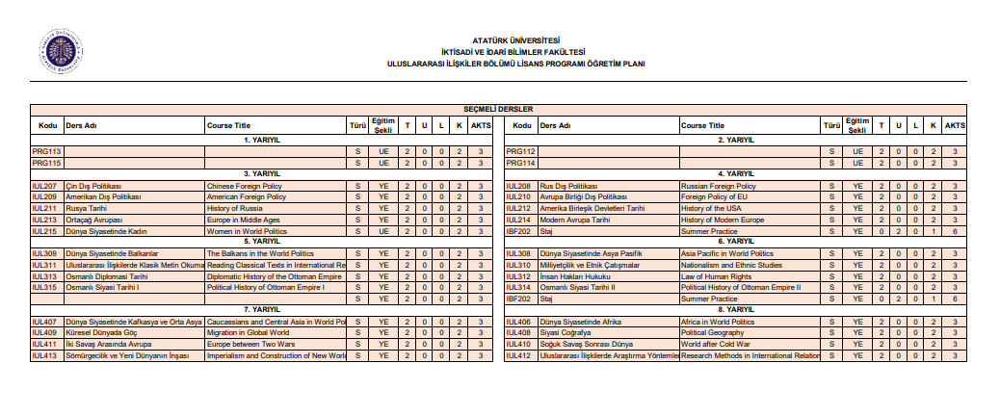 ATATÜRK ÜNİVERSİTESİ
İKTİSADİ VE İDARİ BİLİMLER FAKÜLTESİ
ULUSLARARASI İLİŞKİLER BÖLÜMÜ LİSANS PROGRAMI ÖĞRETİM PLANI
SEÇMELİ DERSLER
Kodu Ders Adı Course Title Türü Eğitim Şekli T U L K AKTS
1. YARIYIL
PRG113 S UE 2 0 0 2 3
PRG115 S UE 2 0 0 2 3
3. YARIYIL
IUL207 Çin Dış Politikası Chinese Foreign Policy S YE 2 0 0 2 3
IUL209 Amerikan Dış Politikası American Foreign Policy S YE 2 0 0 2 3
IUL211 Rusya Tarihi History of Russia S YE 2 0 0 2 3
IUL213 Ortaçağ Avrupası Europe in Middle Ages S YE 2 0 0 2 3
IUL215 Dünya Siyasetinde Kadın Women in World Politics S UE 2 0 0 2 3
5. YARIYIL
IUL309 Dünya Siyasetinde Balkanlar The Balkans in the World Politics S YE 2 0 0 2 3
IUL311 Uluslararası İlişkilerde Klasik Metin Okuma Reading Classical Texts in International Re S YE 2 0 0 2 3
IUL313 Osmanlı Diplomasi Tarihi Diplomatic History of the Ottoman Empire S YE 2 0 0 2 3
IUL315 Osmanlı Siyasi Tarihi I Political History of Ottoman Empire I S YE 2 0 0 2 3
S YE 2 0 0 2 3
7. YARIYIL
IUL407 Dünya Siyasetinde Kafkasya ve Orta Asya Caucassians and Central Asia in World Pol S YE 2 0 0 2 3
IUL409 Küresel Dünyada Göç Migration in Global World S YE 2 0 0 2 3
IUL411 İki Savaş Arasında Avrupa Europe between Two Wars S YE 2 0 0 2 3
IUL413 Sömürgecilik ve Yeni Dünyanın İnşası Imperialism and Construction of New World S YE 2 0 0 2 3
Kodu Ders Adı Course Title Türü Eğitim Şekli T U L K AKTS
2. YARIYIL
PRG112 S UE 2 0 0 2 3
PRG114 S UE 2 0 0 2 3
4. YARIYIL
IUL208 Rus Dış Politikası Russian Foreign Policy S YE 2 0 0 2 3
IUL210 Avrupa Birliği Dış Politikası Foreign Policy of EU S YE 2 0 0 2 3
IUL212 Amerika Birleşik Devletleri Tarihi History of the USA S YE 2 0 0 2 3
IUL214 Modern Avrupa Tarihi History of Modern Europe S YE 2 0 0 2 3
IBF202 Staj Summer Practice S YE 0 2 0 1 6
6. YARIYIL
IUL308 Dünya Siyasetinde Asya Pasifik Asia Pacific in World Politics S YE 2 0 0 2 3
IUL310 Milliyetçilik ve Etnik Çatışmalar Nationalism and Ethnic Studies S YE 2 0 0 2 3
IUL312 İnsan Hakları Hukuku Law of Human Rights S YE 2 0 0 2 3
IUL314 Osmanlı Siyasi Tarihi II Political History of Ottoman Empire II S YE 2 0 0 2 3
IBF202 Staj Summer Practice S YE 0 2 0 1 6
8. YARIYIL
IUL406 Dünya Siyasetinde Afrika Africa in World Politics S YE 2 0 0 2 3
IUL408 Siyasi Coğrafya Political Geography S YE 2 0 0 2 3
IUL410 Soğuk Savaş Sonrası Dünya World after Cold War S YE 2 0 0 2 3
IUL412 Uluslararası İlişkilerde Araştırma Yöntemler Research Methods in International Relation S YE 2 0 0 2 3